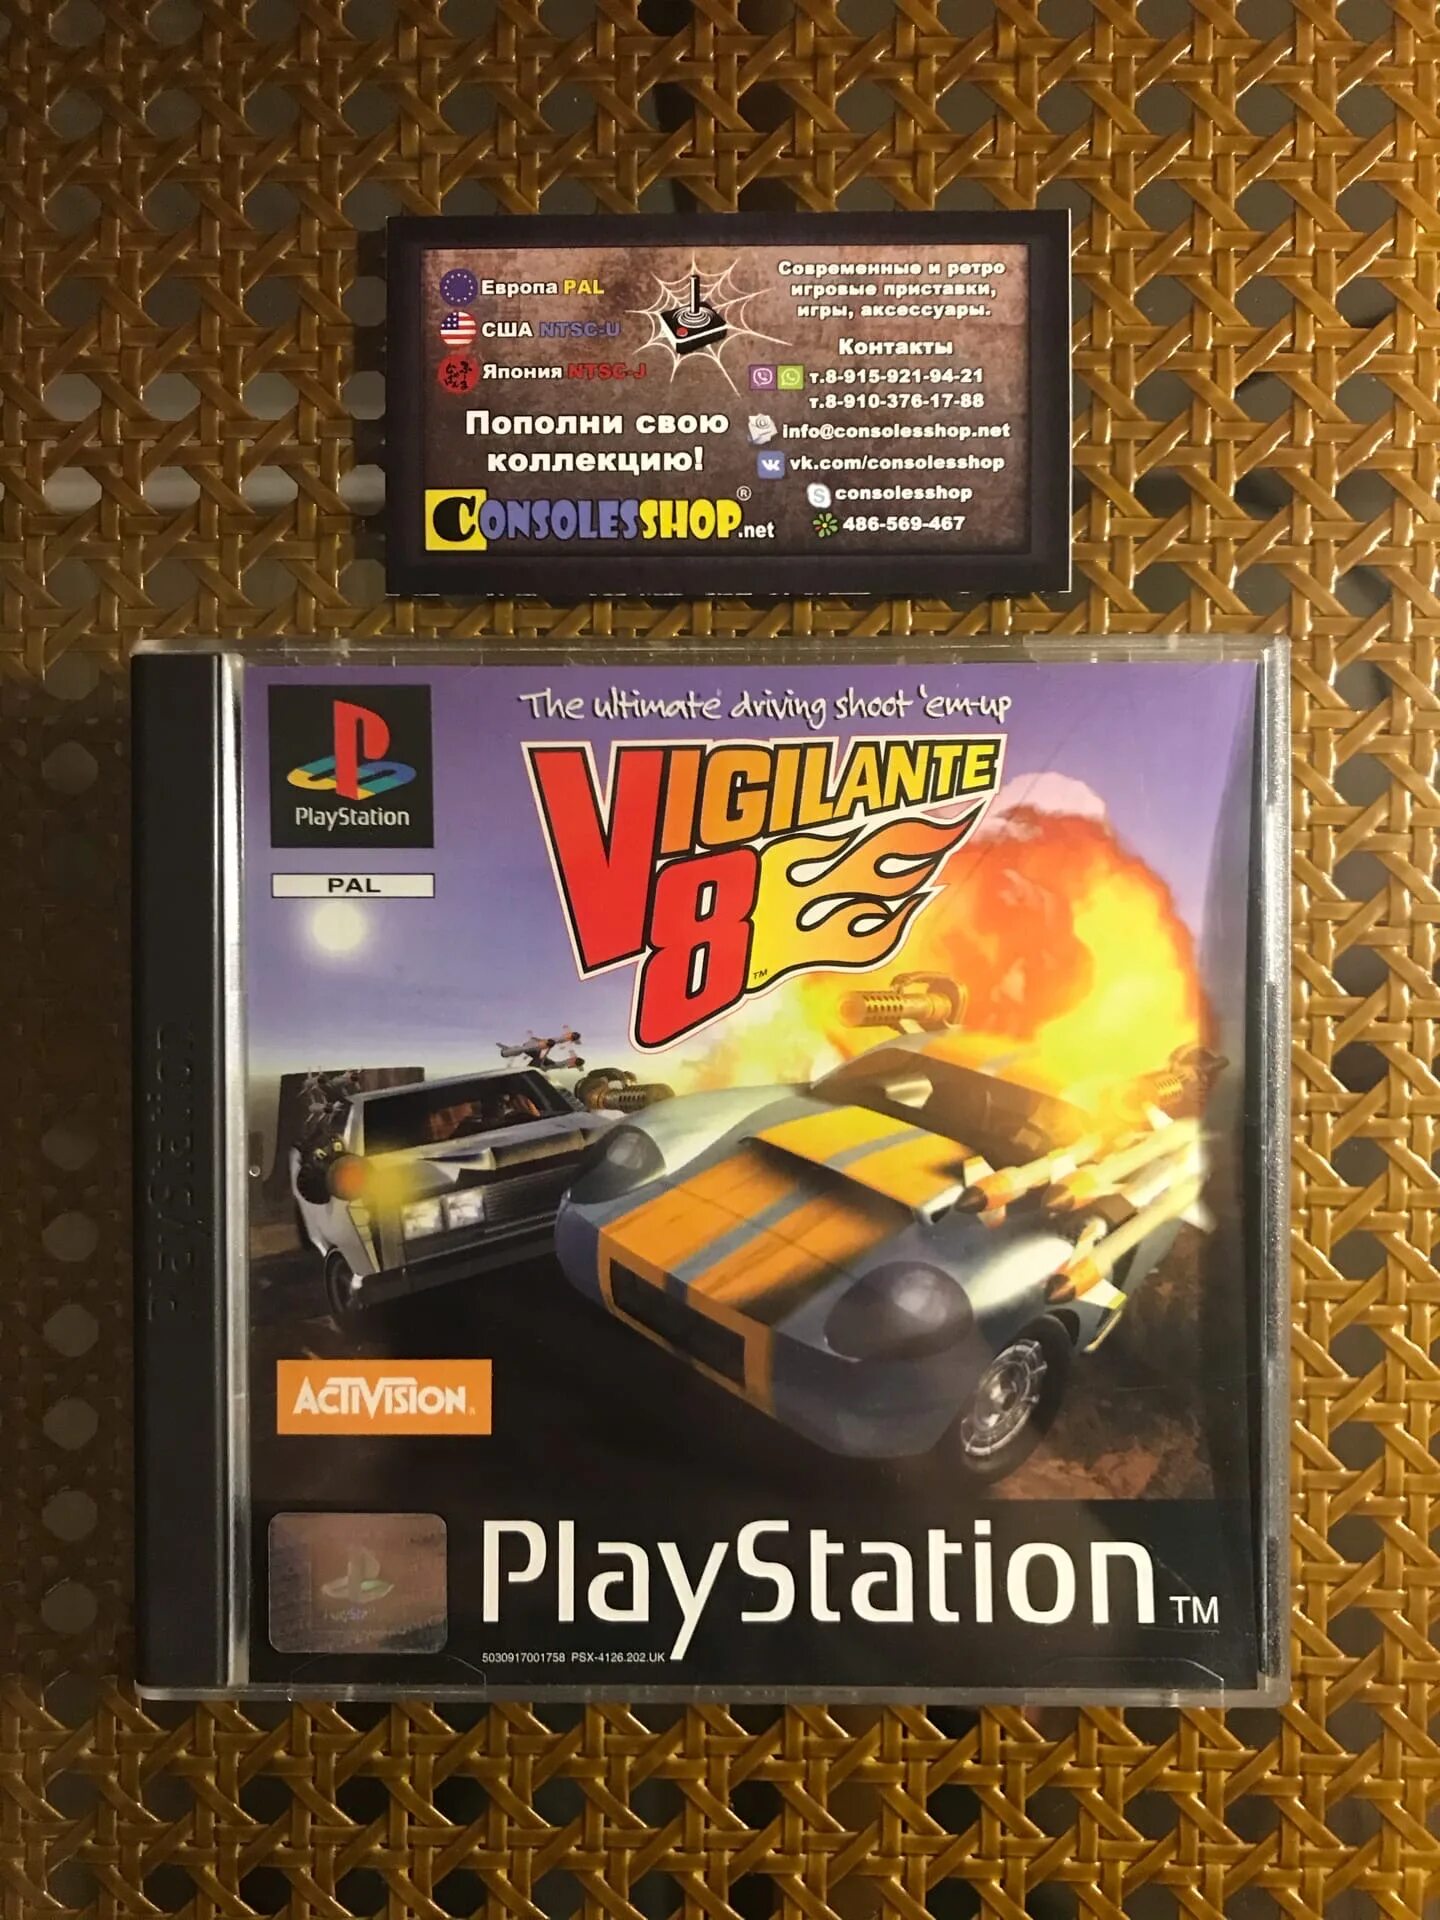 Европа PAL
США NTSC-U
Япония NTSC-J
Пополни свою
коллекцию!
CONSOLESSHOP®.net
Современные и ретро
игровые приставки,
игры, аксессуары.
Контакты
т.8-915-921-94-21
т.8-910-376-17-88
info@consolesshop.net
vk.com/consolesshop
consolesshop
486-569-467
PlayStation
PAL
The ultimate driving shoot 'em-up
VIGILANTE
8™
PlayStation
ACTIVISION
PlayStation™
5030917001758 PSX-4126.202.UK